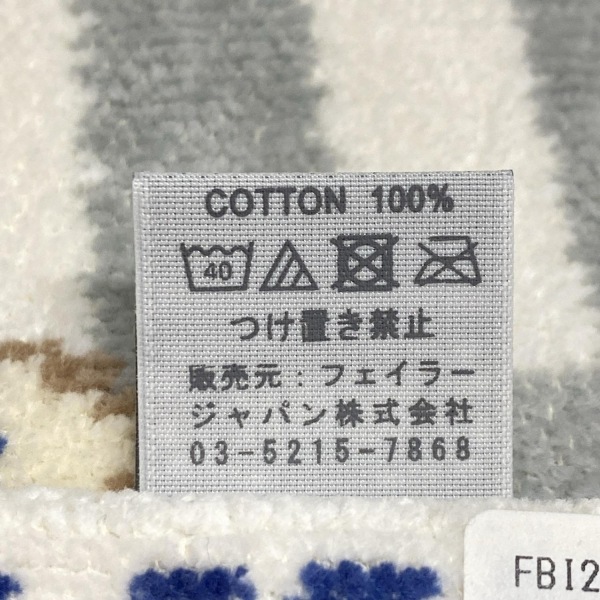 COTTON 100%
40
つけ置き禁止
販売元：フェイラー
ジャパン株式会社
03-5215-7868
FBI2